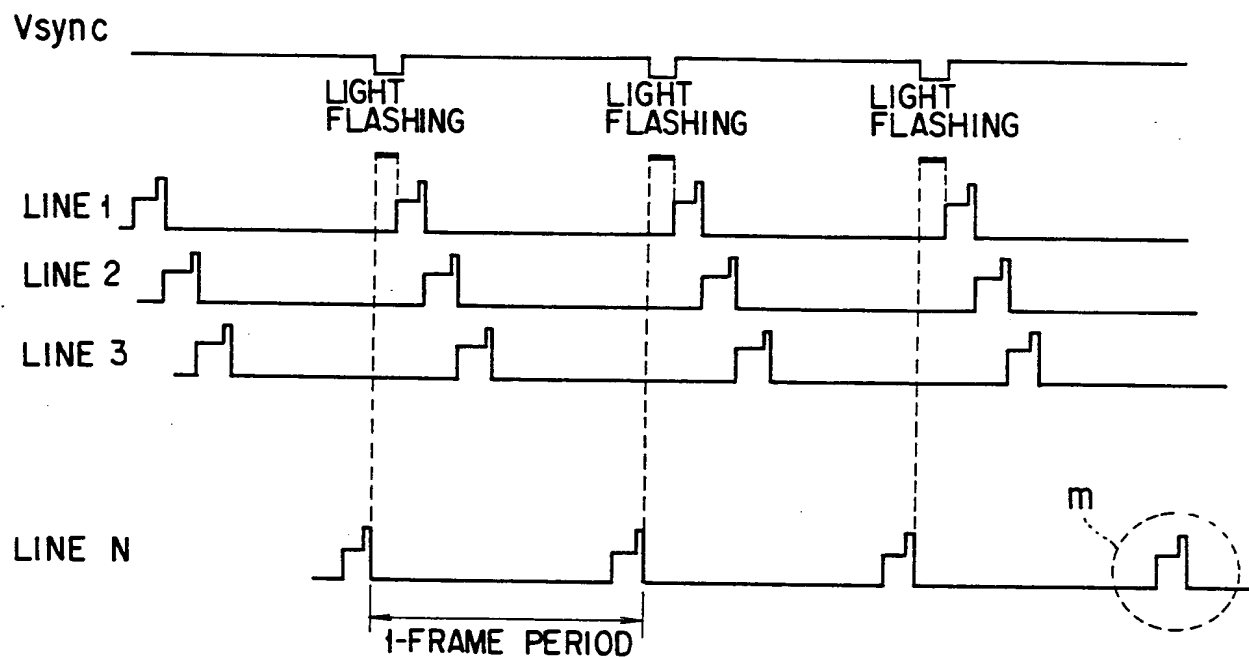 Vsync
LIGHT
FLASHING
LIGHT
FLASHING
LIGHT
FLASHING
LINE 1
LINE 2
LINE 3
m
LINE N
1-FRAME PERIOD